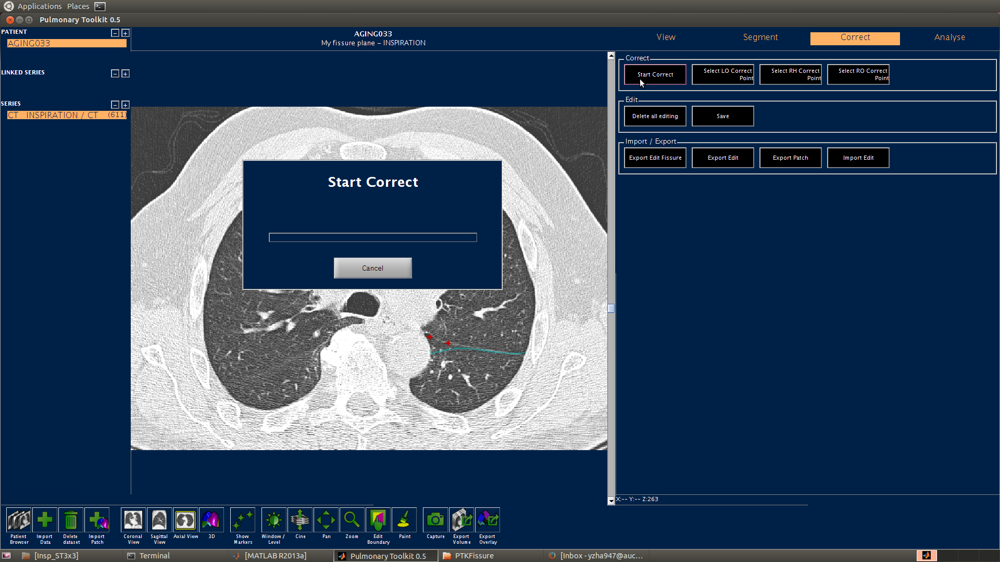 Applications Places
Pulmonary Toolkit 0.5
PATIENT
AGING033
LINKED SERIES
SERIES
CT INSPIRATION / CT (611)
AGING033
My fissure plane – INSPIRATION
View Segment Correct Analyse
Correct
Start Correct
Select LO Correct Point
Select RH Correct Point
Select RO Correct Point
Edit
Delete all editing
Save
Import / Export
Export Edit Fissure
Export Edit
Export Patch
Import Edit
Start Correct
Cancel
X:-- Y:-- Z:263
Patient Browser
Import Data
Delete dataset
Import Patch
Coronal View
Sagittal View
Axial View
3D
Show Markers
Window / Level
Cine
Pan
Zoom
Edit Boundary
Paint
Capture
Export Volume
Export Overlay
[Insp_ST3x3]
Terminal
[MATLAB R2013a]
Pulmonary Toolkit 0.5
PTKFissure
[Inbox - yzha947@auc...